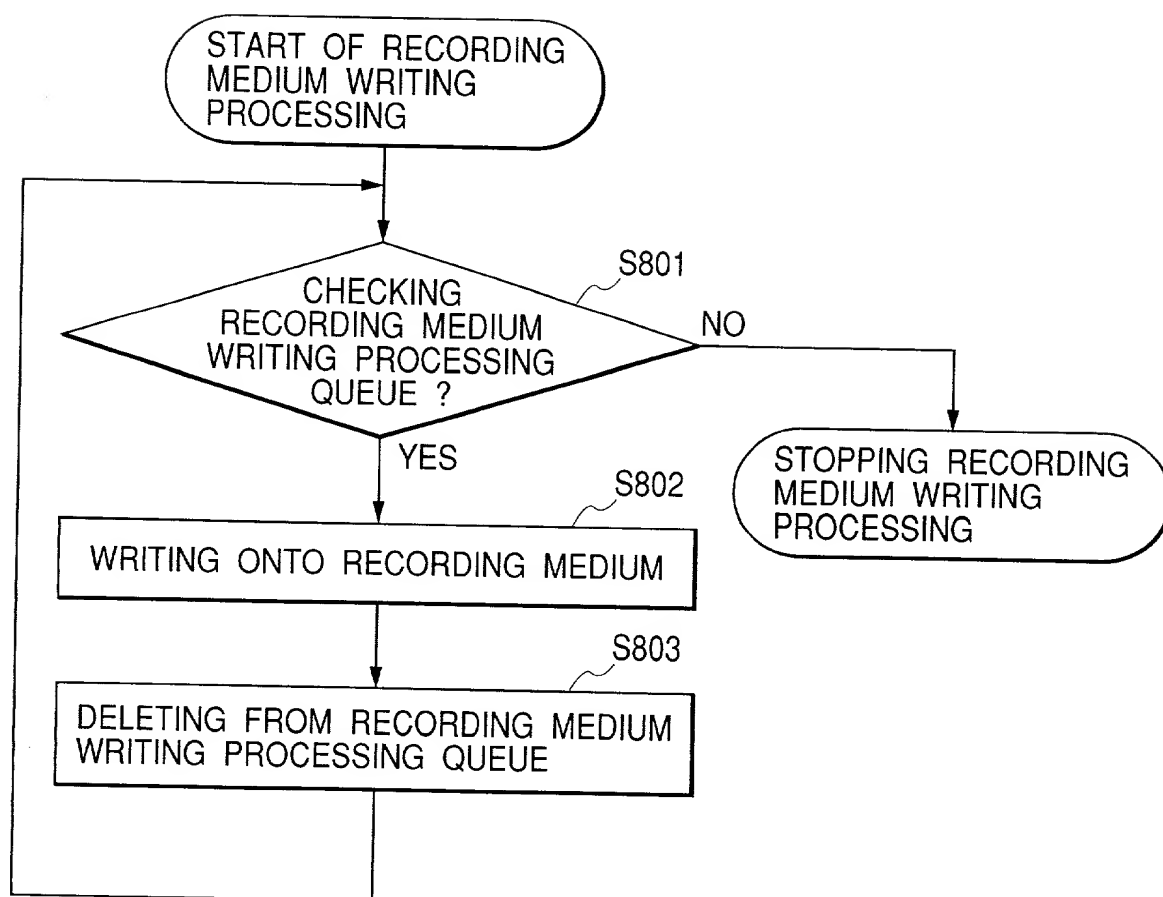 START OF RECORDING
MEDIUM WRITING
PROCESSING
S801
CHECKING
RECORDING MEDIUM
WRITING PROCESSING
QUEUE ?
NO
YES
STOPPING RECORDING
MEDIUM WRITING
PROCESSING
S802
WRITING ONTO RECORDING MEDIUM
S803
DELETING FROM RECORDING MEDIUM
WRITING PROCESSING QUEUE